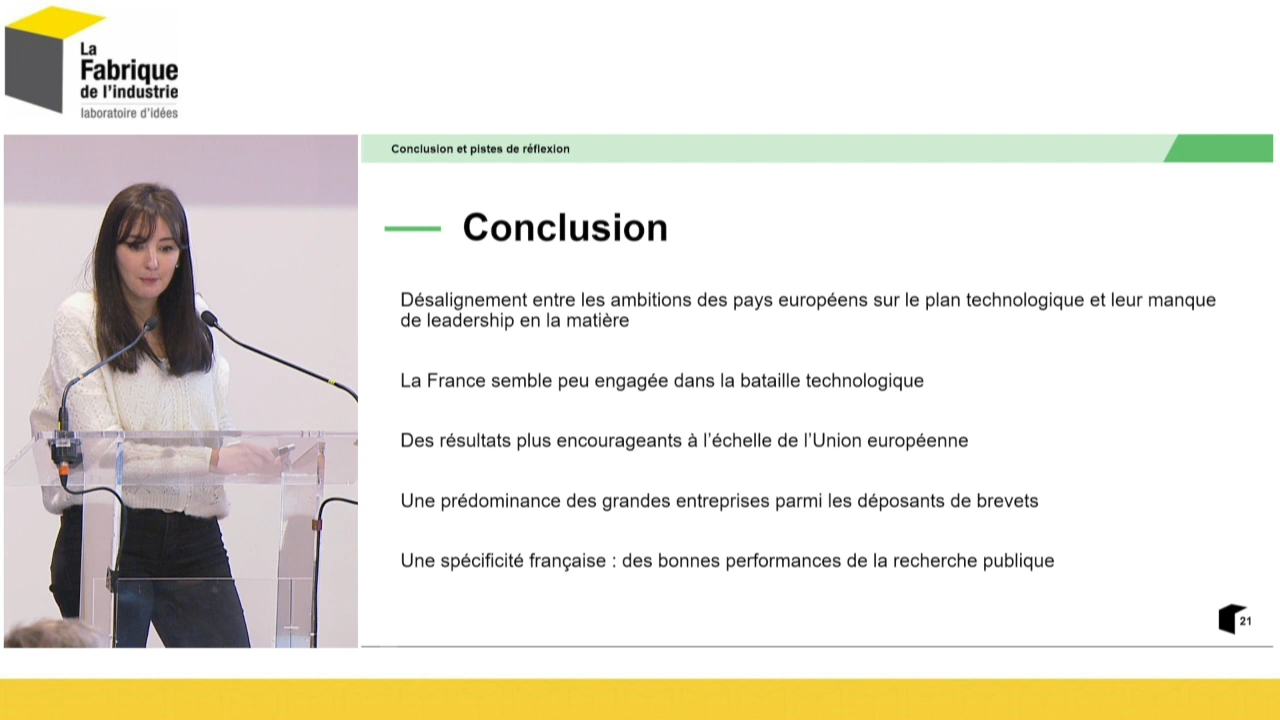 La
Fabrique
de l'industrie
laboratoire d'idées
Conclusion et pistes de réflexion
Conclusion
Désalignement entre les ambitions des pays européens sur le plan technologique et leur manque
de leadership en la matière
La France semble peu engagée dans la bataille technologique
Des résultats plus encourageants à l'échelle de l'Union européenne
Une prédominance des grandes entreprises parmi les déposants de brevets
Une spécificité française : des bonnes performances de la recherche publique
21